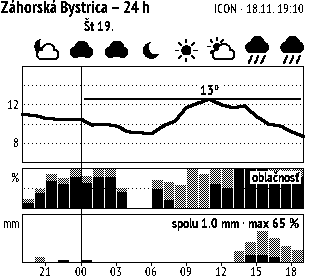 Záhorská Bystrica – 24 h
ICON · 18.11. 19:10
Št 19.
13°
12
8
%
oblačnosť
mm
spolu 1.0 mm · max 65 %
21 00 03 06 09 12 15 18